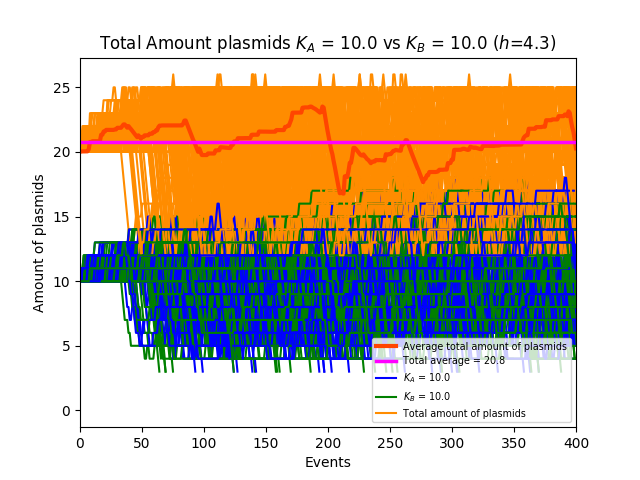 Total Amount plasmids K_A = 10.0 vs K_B = 10.0 (h=4.3)
25
20
15
10
5
0
Amount of plasmids
Average total amount of plasmids
Total average = 20.8
K_A = 10.0
K_B = 10.0
Total amount of plasmids
0 50 100 150 200 250 300 350 400
Events